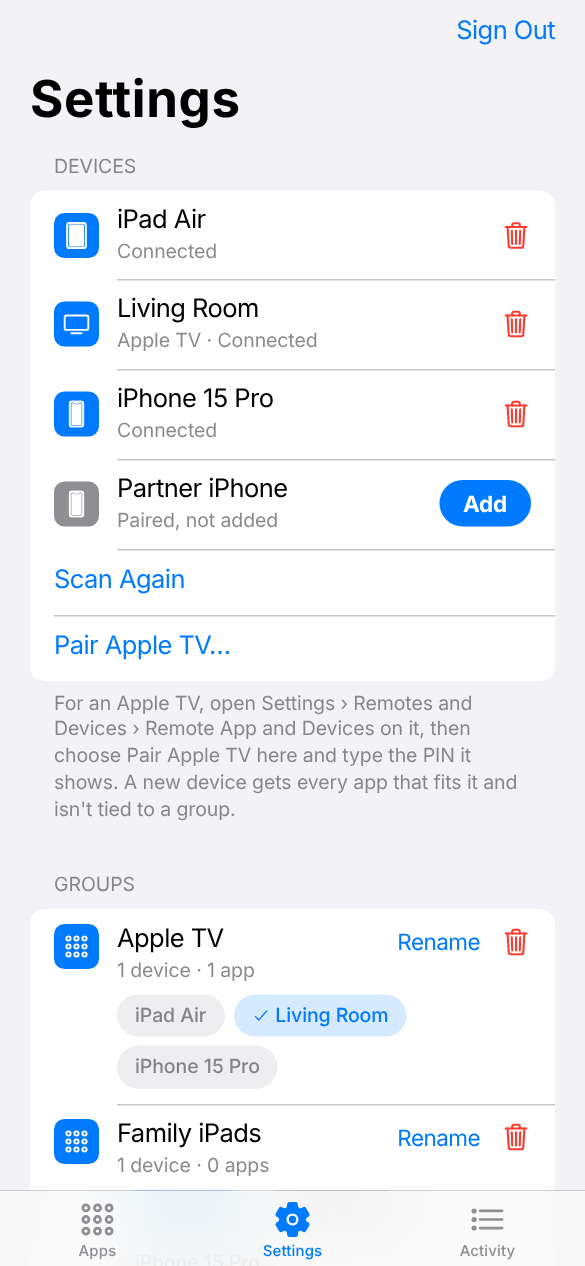 Sign Out
Settings
DEVICES
iPad Air
Connected
Living Room
Apple TV · Connected
iPhone 15 Pro
Connected
Partner iPhone
Paired, not added
Add
Scan Again
Pair Apple TV...
For an Apple TV, open Settings › Remotes and
Devices › Remote App and Devices on it, then
choose Pair Apple TV here and type the PIN it
shows. A new device gets every app that fits it and
isn't tied to a group.
GROUPS
Apple TV
Rename
1 device · 1 app
iPad Air
✓ Living Room
iPhone 15 Pro
Family iPads
Rename
1 device · 0 apps
iPhone 15 Pro
Apps
Settings
Activity